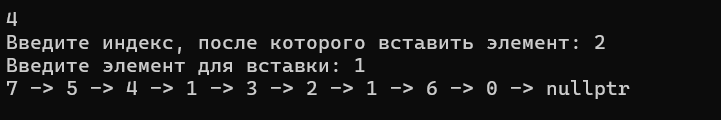 4
Введите индекс, после которого вставить элемент: 2
Введите элемент для вставки: 1
7 -> 5 -> 4 -> 1 -> 3 -> 2 -> 1 -> 6 -> 0 -> nullptr